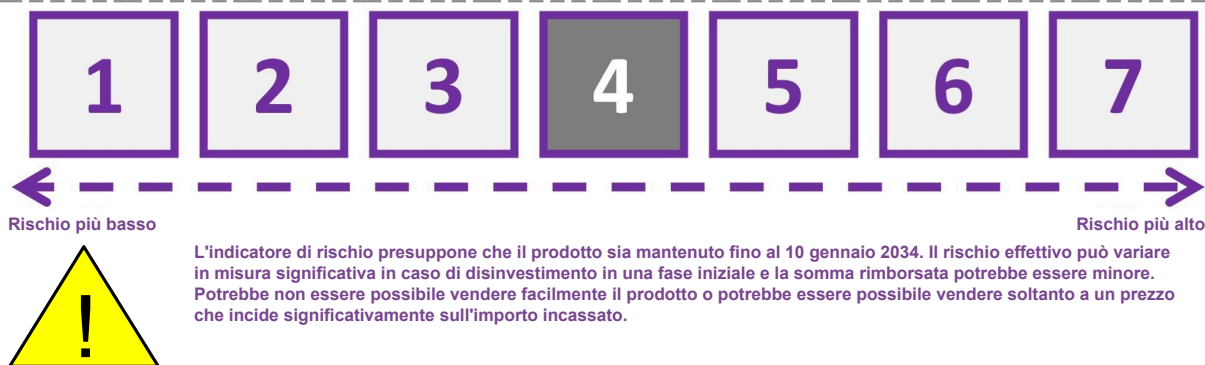 1 2 3 4 5 6 7
Rischio più basso Rischio più alto
!
L'indicatore di rischio presuppone che il prodotto sia mantenuto fino al 10 gennaio 2034. Il rischio effettivo può variare
in misura significativa in caso di disinvestimento in una fase iniziale e la somma rimborsata potrebbe essere minore.
Potrebbe non essere possibile vendere facilmente il prodotto o potrebbe essere possibile vendere soltanto a un prezzo
che incide significativamente sull'importo incassato.